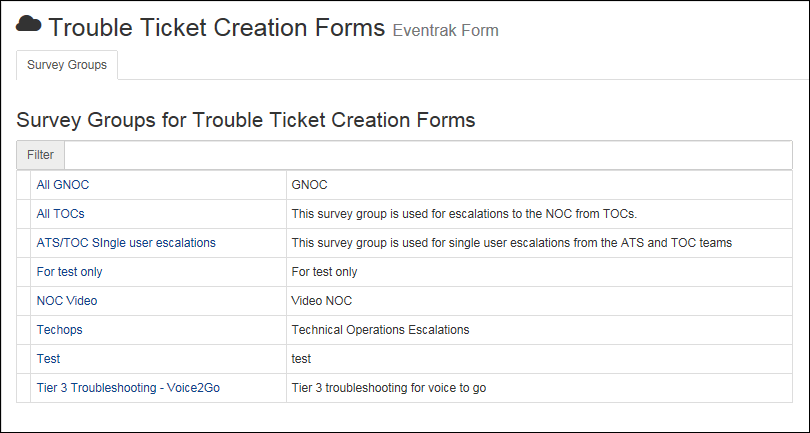 Trouble Ticket Creation Forms Eventrak Form
Survey Groups
Survey Groups for Trouble Ticket Creation Forms
Filter
All GNOC GNOC
All TOCs This survey group is used for escalations to the NOC from TOCs.
ATS/TOC SIngle user escalations This survey group is used for single user escalations from the ATS and TOC teams
For test only For test only
NOC Video Video NOC
Techops Technical Operations Escalations
Test test
Tier 3 Troubleshooting - Voice2Go Tier 3 troubleshooting for voice to go